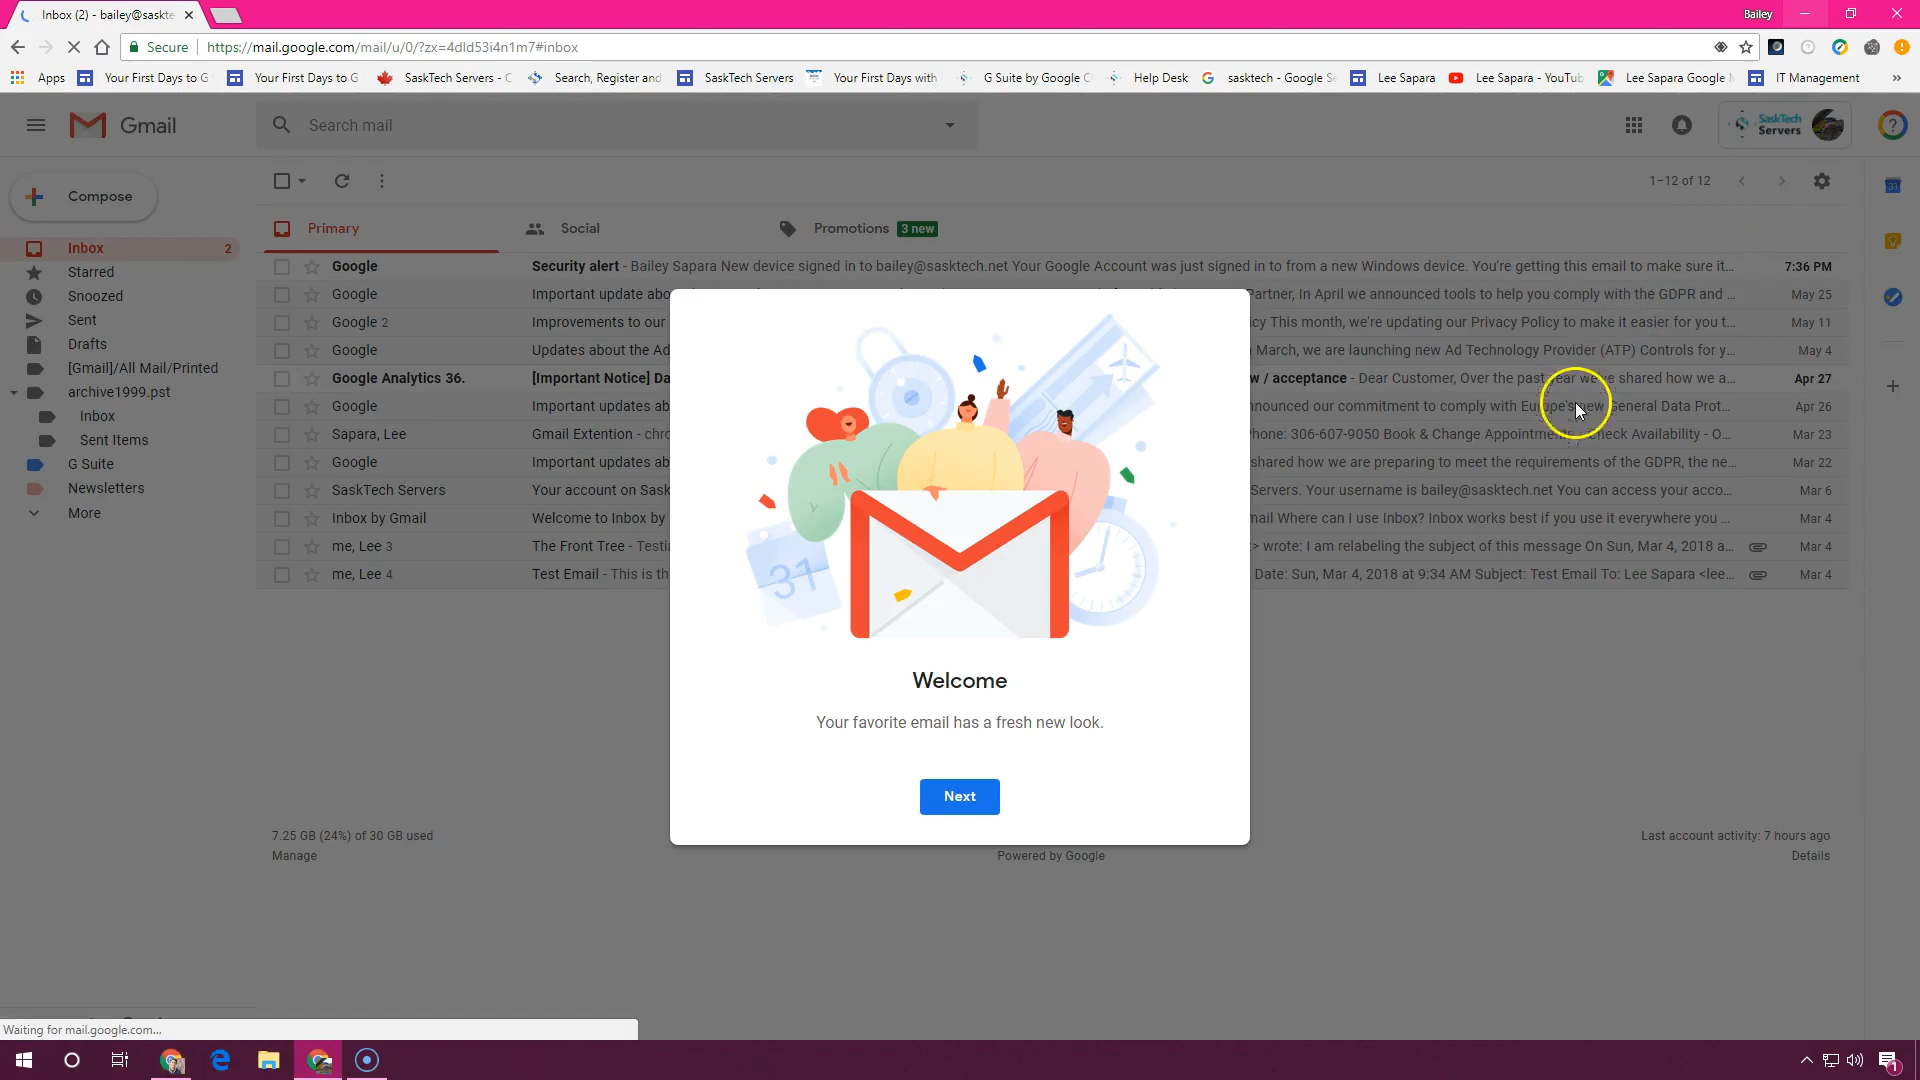 Inbox (2) - bailey@saskte
Bailey
Secure
https://mail.google.com/mail/u/0/?zx=4dld53i4n1m7#inbox
Apps
Your First Days to G
Your First Days to G
SaskTech Servers - C
Search, Register and
SaskTech Servers
Your First Days with
G Suite by Google C
Help Desk
sasktech - Google Se
Lee Sapara
Lee Sapara - YouTub
Lee Sapara Google M
IT Management
»
Gmail
Search mail
SaskTech
Servers
Compose
1–12 of 12
31
Primary
Social
Promotions
3 new
Inbox
2
Starred
Snoozed
Sent
Drafts
[Gmail]/All Mail/Printed
archive1999.pst
Inbox
Sent Items
G Suite
Newsletters
More
Google
Security alert - Bailey Sapara New device signed in to bailey@sasktech.net Your Google Account was just signed in to from a new Windows device. You're getting this email to make sure it...
7:36 PM
Google
Important update abo
Partner, In April we announced tools to help you comply with the GDPR and ...
May 25
Google 2
Improvements to our
cy This month, we're updating our Privacy Policy to make it easier for you t...
May 11
Google
Updates about the Ad
March, we are launching new Ad Technology Provider (ATP) Controls for y...
May 4
Google Analytics 36.
[Important Notice] Da
w / acceptance - Dear Customer, Over the past year we've shared how we a...
Apr 27
Google
Important updates ab
nnounced our commitment to comply with Europe's new General Data Prot...
Apr 26
Sapara, Lee
Gmail Extention - chro
Phone: 306-607-9050 Book & Change Appointments - Check Availability - O...
Mar 23
Google
Important updates ab
shared how we are preparing to meet the requirements of the GDPR, the ne...
Mar 22
SaskTech Servers
Your account on Sask
Servers. Your username is bailey@sasktech.net You can access your acco...
Mar 6
Inbox by Gmail
Welcome to Inbox by
mail Where can I use Inbox? Inbox works best if you use it everywhere you ...
Mar 4
me, Lee 3
The Front Tree - Testin
> wrote: I am relabeling the subject of this message On Sun, Mar 4, 2018 a...
Mar 4
me, Lee 4
Test Email - This is th
Date: Sun, Mar 4, 2018 at 9:34 AM Subject: Test Email To: Lee Sapara <lee...
Mar 4
31
Welcome
Your favorite email has a fresh new look.
Next
7.25 GB (24%) of 30 GB used
Manage
Powered by Google
Last account activity: 7 hours ago
Details
Waiting for mail.google.com...
1